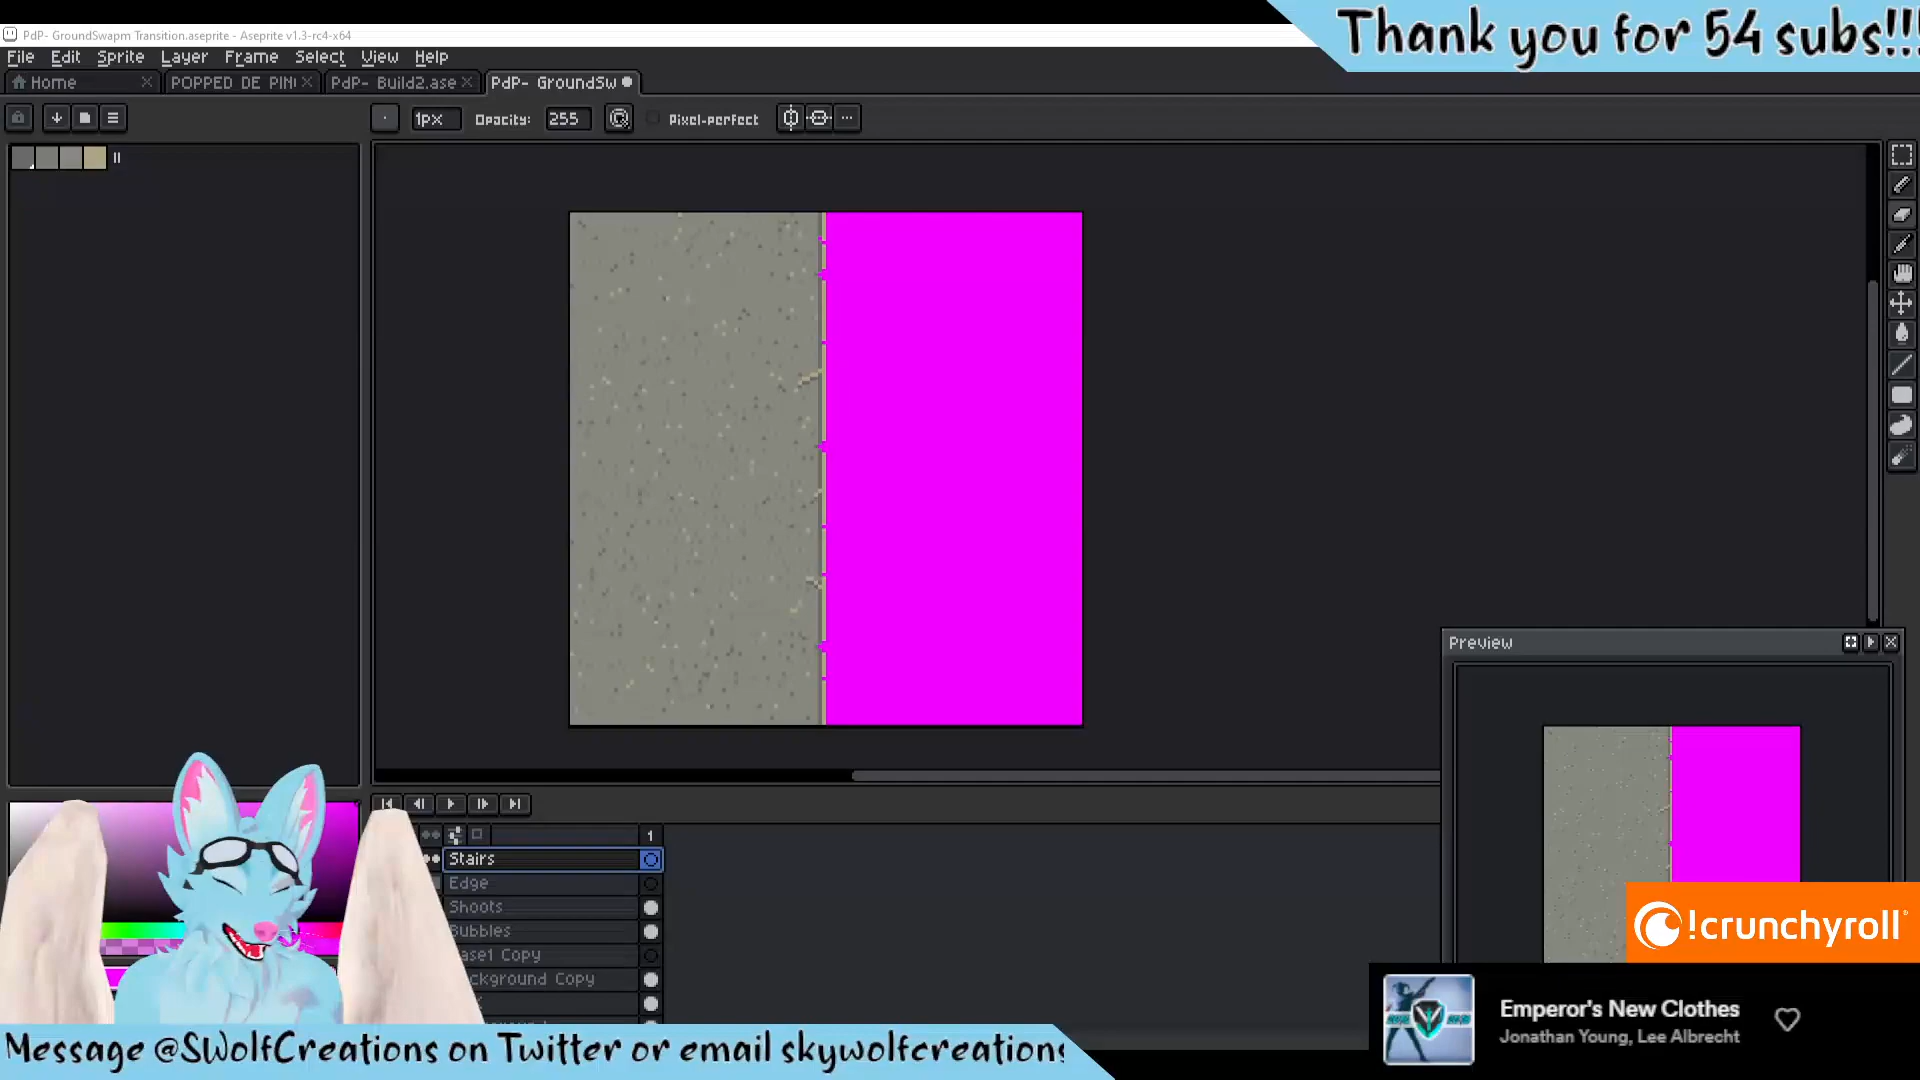 Thank you for 54 subs!!!
PdP- GroundSwapm Transition.aseprite - Aseprite v1.3-rc4-x64
File Edit Sprite Layer Frame Select View Help
Home
POPPED DE PIN
PdP- Build2.ase
PdP- GroundSw
1px
Opacity: 255
Pixel-perfect
Preview
1
Stairs
Edge
Shoots
Bubbles
ase1 Copy
ckground Copy
!crunchyroll
Emperor's New Clothes
Jonathan Young, Lee Albrecht
Message @SWolfCreations on Twitter or email skywolfcreations